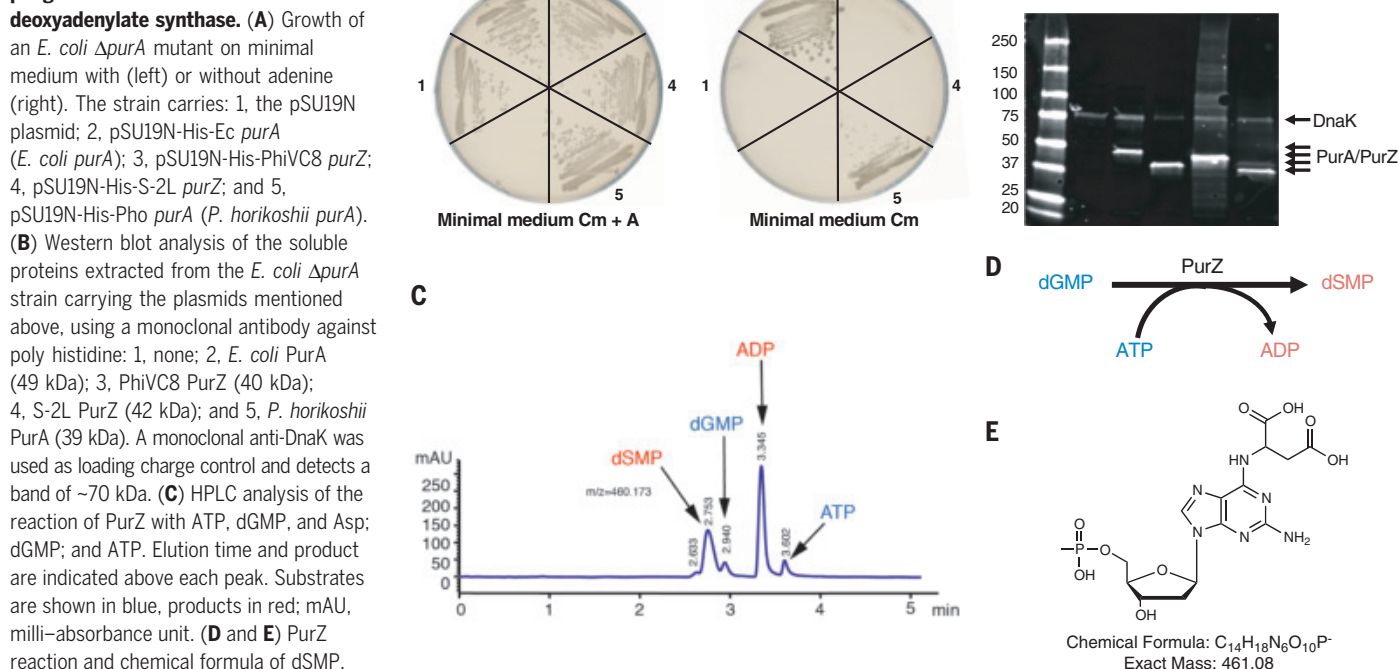 deoxyadenylate synthase. (A) Growth of
an E. coli ΔpurA mutant on minimal
medium with (left) or without adenine
(right). The strain carries: 1, the pSU19N
plasmid; 2, pSU19N-His-Ec purA
(E. coli purA); 3, pSU19N-His-PhiVC8 purZ;
4, pSU19N-His-S-2L purZ; and 5,
pSU19N-His-Pho purA (P. horikoshii purA).
(B) Western blot analysis of the soluble
proteins extracted from the E. coli ΔpurA
strain carrying the plasmids mentioned
above, using a monoclonal antibody against
poly histidine: 1, none; 2, E. coli PurA
(49 kDa); 3, PhiVC8 PurZ (40 kDa);
4, S-2L PurZ (42 kDa); and 5, P. horikoshii
PurA (39 kDa). A monoclonal anti-DnaK was
used as loading charge control and detects a
band of ~70 kDa. (C) HPLC analysis of the
reaction of PurZ with ATP, dGMP, and Asp;
dGMP; and ATP. Elution time and product
are indicated above each peak. Substrates
are shown in blue, products in red; mAU,
milli–absorbance unit. (D and E) PurZ
reaction and chemical formula of dSMP.
1
4
5
Minimal medium Cm + A
1
4
5
Minimal medium Cm
250
150
100
75
50
37
25
20
DnaK
PurA/PurZ
C
mAU
250
200
150
100
50
0
0 1 2 3 4 5 min
m/z=460.173
dSMP
dGMP
ADP
ATP
2.633
2.753
2.940
3.345
3.602
D
dGMP
PurZ
dSMP
ATP
ADP
E
O
OH
O
OH
HN
N
N
N
N
NH₂
O
P
O
OH
O
OH
Chemical Formula: C₁₄H₁₈N₆O₁₀P⁻
Exact Mass: 461.08